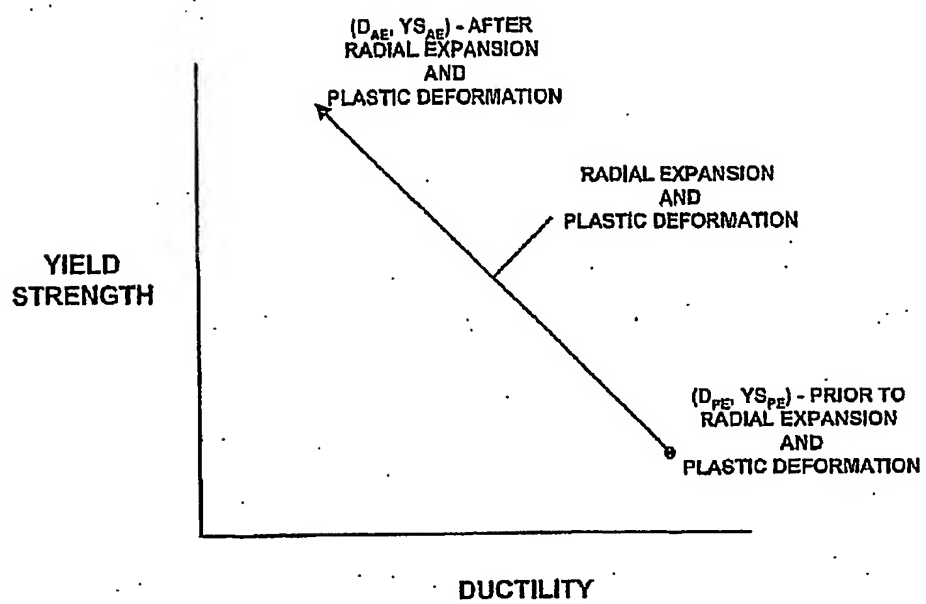 (D_AE, YS_AE) - AFTER
RADIAL EXPANSION
AND
PLASTIC DEFORMATION
RADIAL EXPANSION
AND
PLASTIC DEFORMATION
YIELD
STRENGTH
(D_PE, YS_PE) - PRIOR TO
RADIAL EXPANSION
AND
PLASTIC DEFORMATION
DUCTILITY